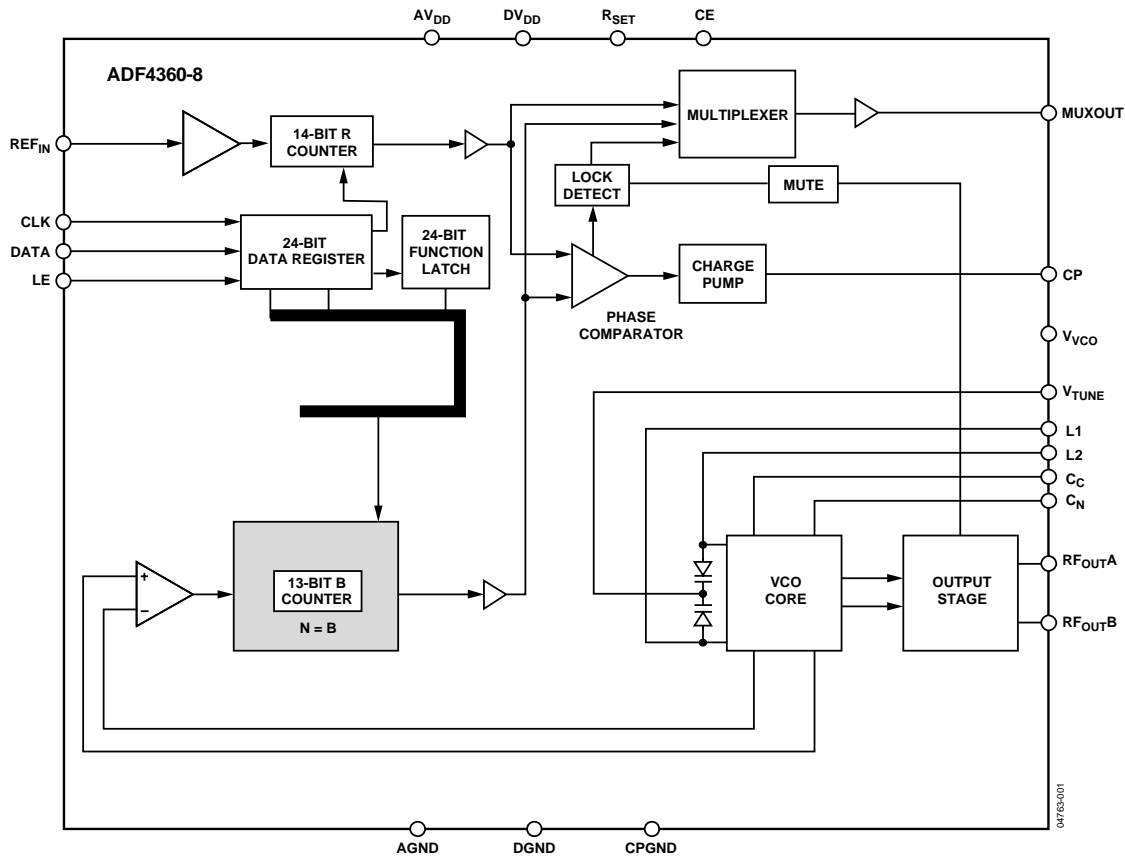 AVDD
DVDD
RSET
CE
ADF4360-8
REFIN
14-BIT R
COUNTER
MULTIPLEXER
MUXOUT
LOCK
DETECT
MUTE
CLK
DATA
LE
24-BIT
DATA REGISTER
24-BIT
FUNCTION
LATCH
CHARGE
PUMP
CP
PHASE
COMPARATOR
VVCO
VTUNE
L1
L2
CC
CN
+
−
13-BIT B
COUNTER
N = B
VCO
CORE
OUTPUT
STAGE
RFOUTA
RFOUTB
04763-001
AGND
DGND
CPGND